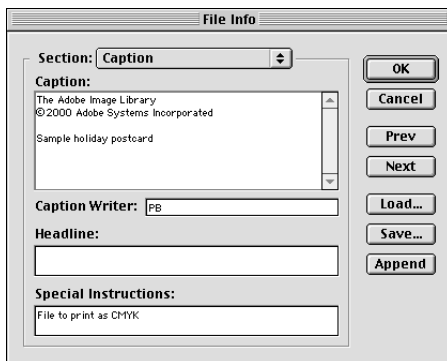 File Info
Section: Caption
Caption:
The Adobe Image Library
©2000 Adobe Systems Incorporated
Sample holiday postcard
Caption Writer: PB
Headline:
Special Instructions:
File to print as CMYK
OK
Cancel
Prev
Next
Load...
Save...
Append